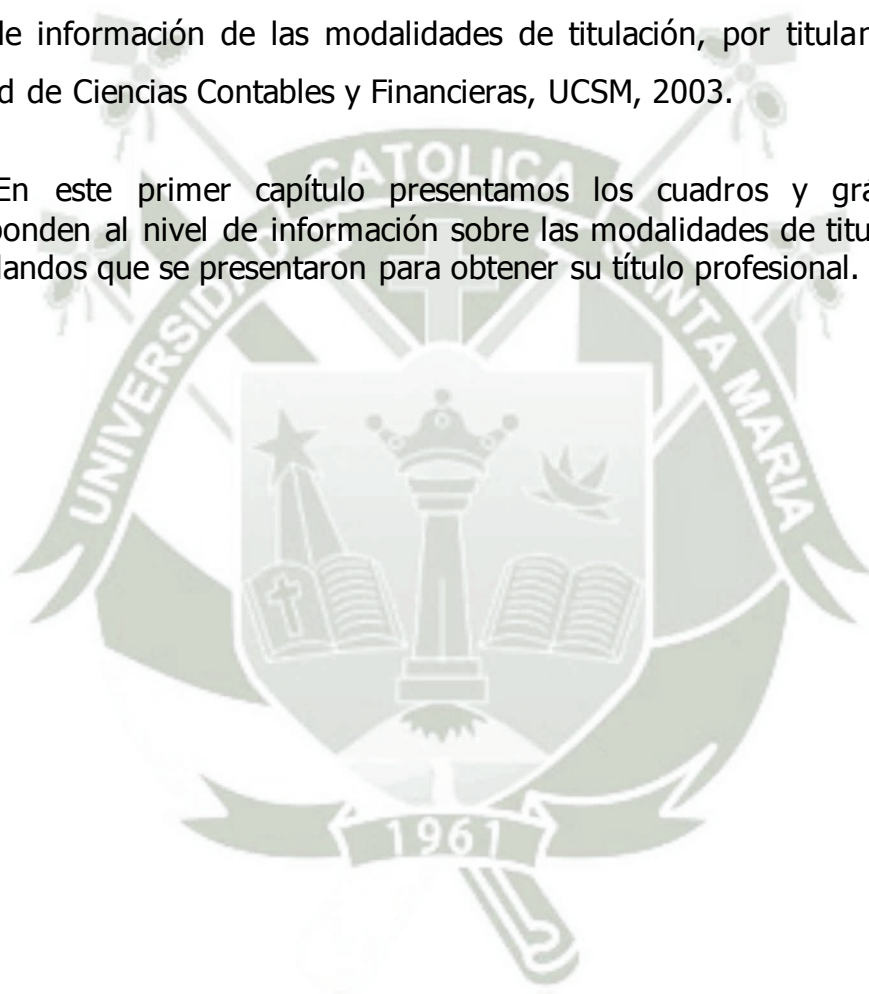 le información de las modalidades de titulación, por titular
d de Ciencias Contables y Financieras, UCSM, 2003.
En este primer capítulo presentamos los cuadros y grá
ponden al nivel de información sobre las modalidades de titu
landos que se presentaron para obtener su título profesional.
UNIVERSIDAD CATOLICA SANTA MARIA
1961